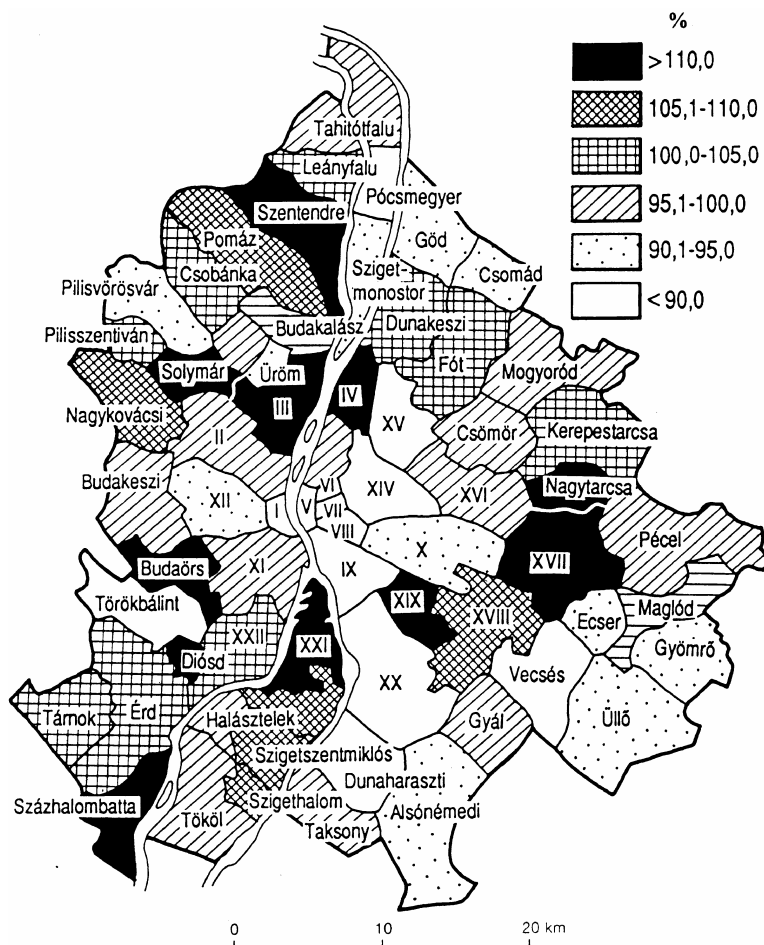 %
>110,0
105,1-110,0
100,0-105,0
95,1-100,0
90,1-95,0
<90,0
Tahitótfalu
Leányfalu
Pócsmegyer
Szentendre
Göd
Pomáz
Sziget-
monostor
Csomád
Csobánka
Pilisvörösvár
Budakalász
Dunakeszi
Pilisszentiván
Fót
Solymár
Üröm
Mogyoród
III
IV
Nagykovácsi
XV
II
Csömör
Kerepestarcsa
Budakeszi
XII
VI
XIV
XVI
Nagytarcsa
I
V
VII
VIII
X
Pécel
Budaörs
XI
IX
XVII
Törökbálint
XIX
XVIII
Ecser
Maglód
XXII
XXI
Gyömrő
Diósd
Vecsés
XX
Tárnok
Érd
Halásztelek
Gyál
Üllő
Szigetszentmiklós
Dunaharaszti
Százhalombatta
Szigethalom
Alsónémedi
Tököl
Taksony
0
10
20 km